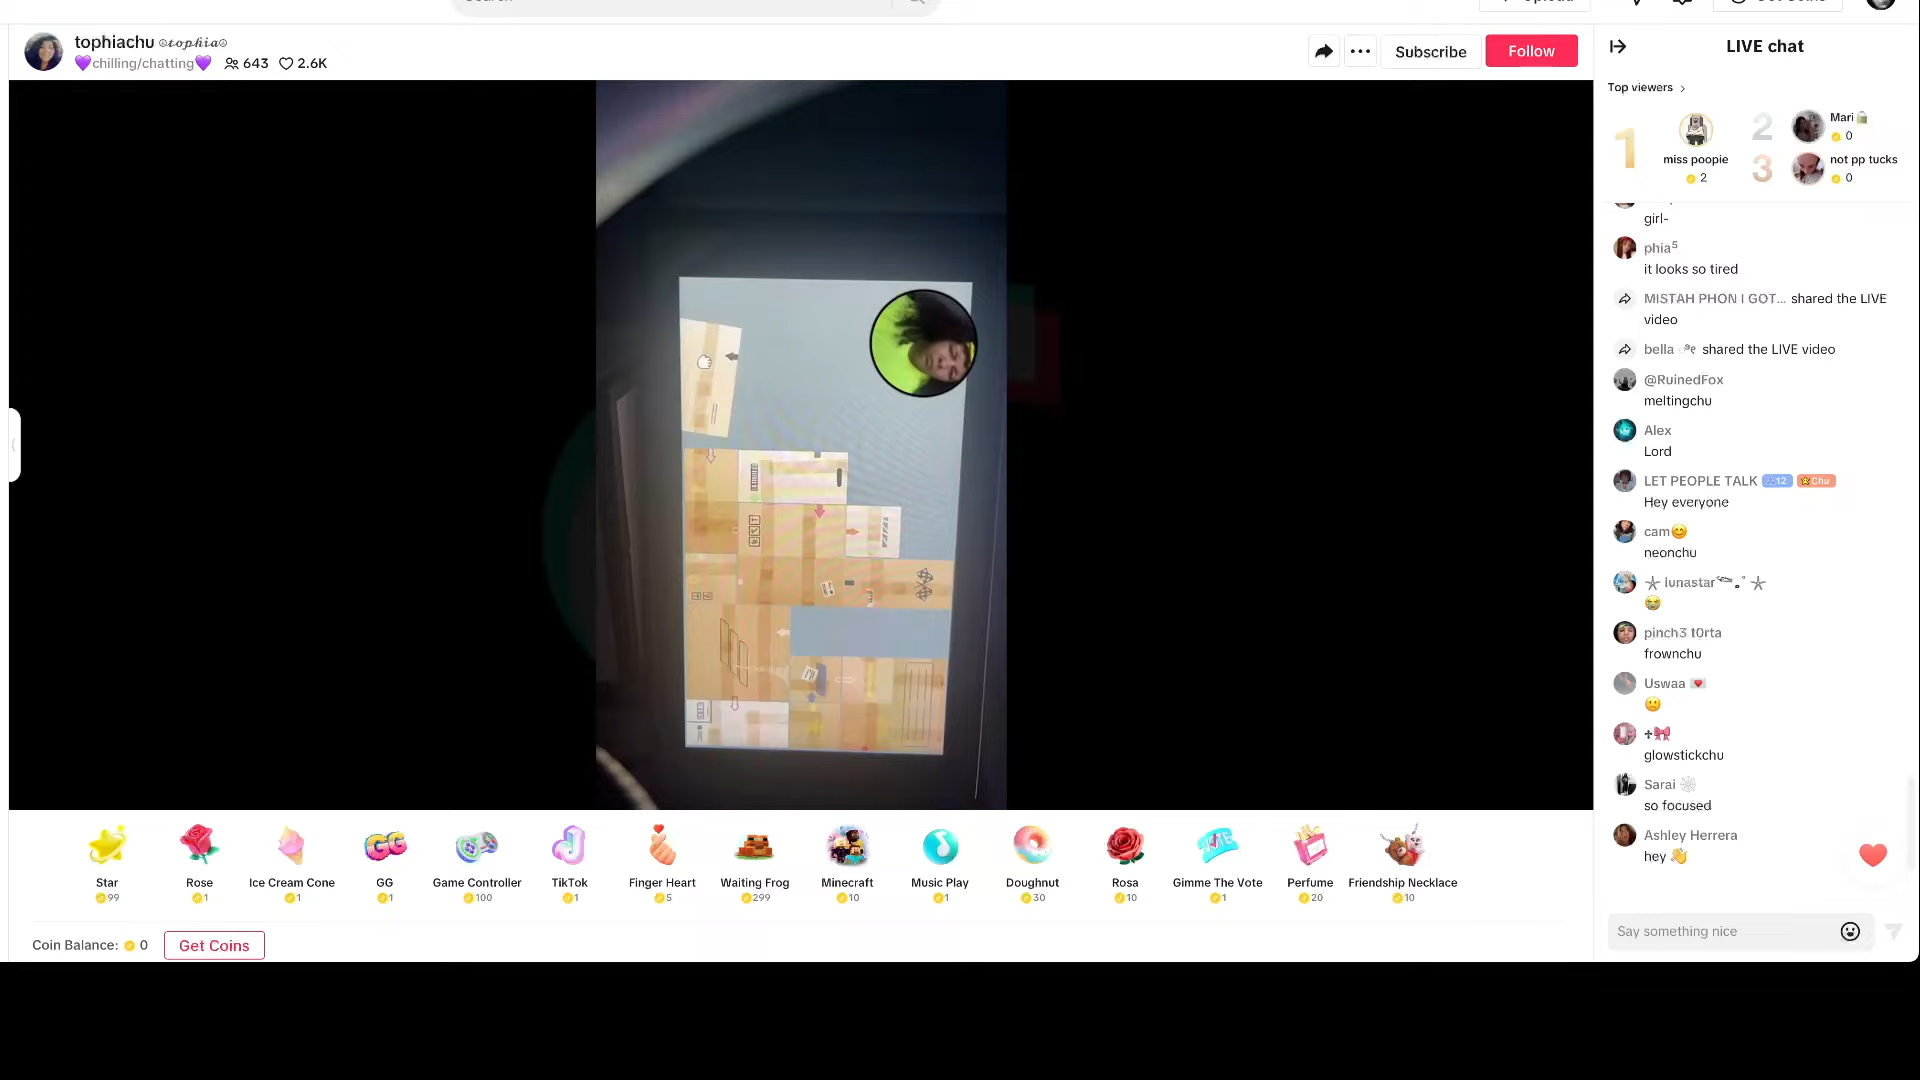 tophiachu ☮𝓽𝓸𝓹𝓱𝓲𝓪☮
💜chilling/chatting💜 643 2.6K
Subscribe
Follow
LIVE chat
Top viewers
1
miss poopie
2
2
Mari
0
3
not pp tucks
0
girl-
phia⁵
it looks so tired
MISTAH PHON I GOT... shared the LIVE
video
bella shared the LIVE video
@RuinedFox
meltingchu
Alex
Lord
LET PEOPLE TALK 12 Chu
Hey everyone
cam😊
neonchu
lunastar
😭
pinch3 t0rta
frownchu
Uswaa 💌
🙁
✝🎀
glowstickchu
Sarai 🕸
so focused
Ashley Herrera
hey 👋
Say something nice
Star Rose Ice Cream Cone GG Game Controller TikTok Finger Heart Waiting Frog Minecraft Music Play Doughnut Rosa Gimme The Vote Perfume Friendship Necklace
99 1 1 1 100 1 5 299 10 1 30 10 1 20 10
Coin Balance: 0 Get Coins